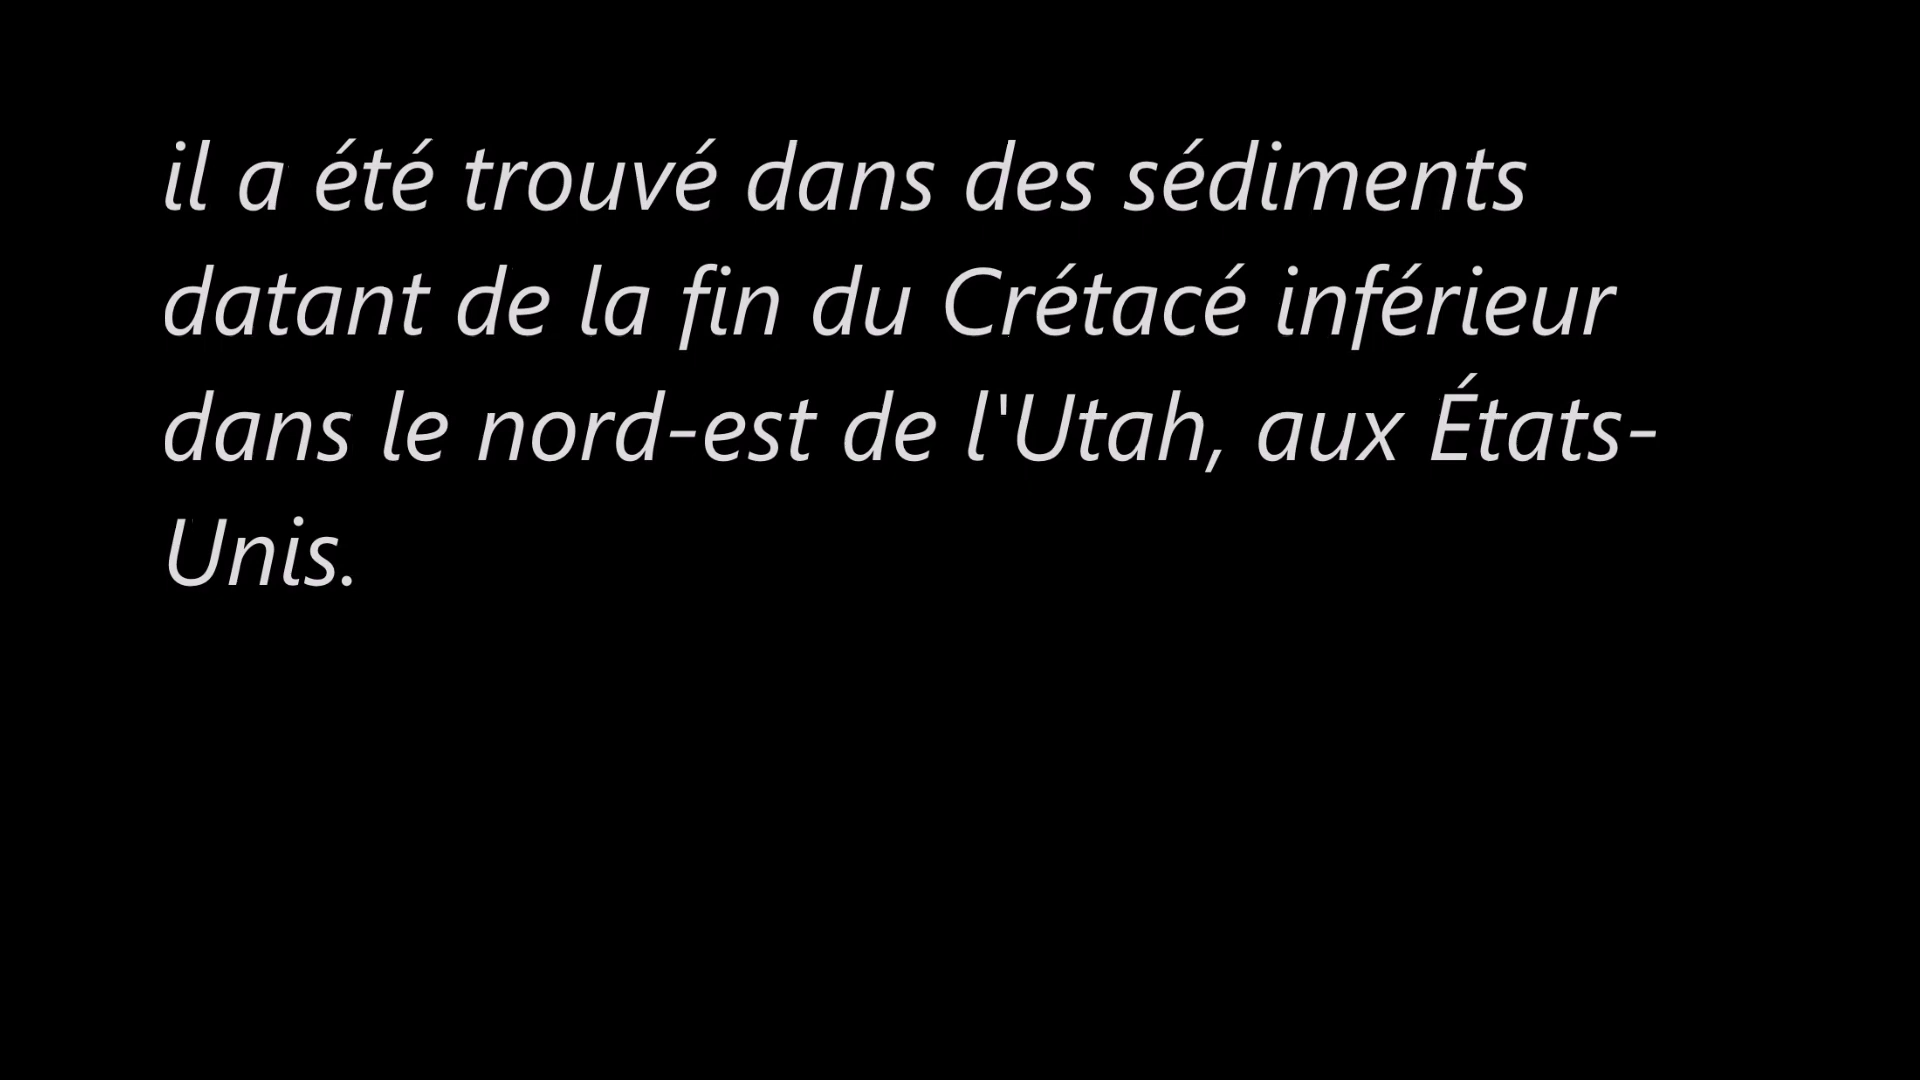 il a été trouvé dans des sédiments
datant de la fin du Crétacé inférieur
dans le nord-est de l'Utah, aux États-
Unis.